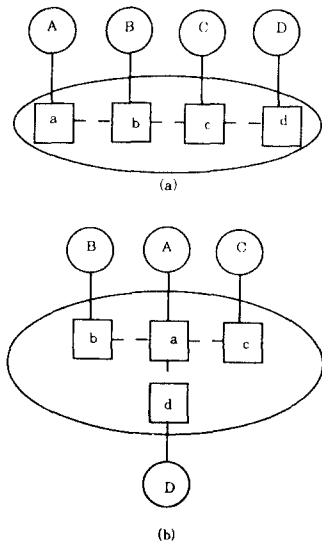 A B C D
a b c d
(a)
B A C
b a c
d
D
(b)